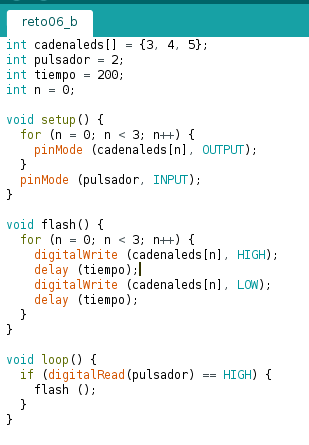 reto06_b
int cadenaleds[] = {3, 4, 5};
int pulsador = 2;
int tiempo = 200;
int n = 0;
void setup() {
for (n = 0; n < 3; n++) {
pinMode (cadenaleds[n], OUTPUT);
}
pinMode (pulsador, INPUT);
}
void flash() {
for (n = 0; n < 3; n++) {
digitalWrite (cadenaleds[n], HIGH);
delay (tiempo);
digitalWrite (cadenaleds[n], LOW);
delay (tiempo);
}
}
void loop() {
if (digitalRead(pulsador) == HIGH) {
flash ();
}
}